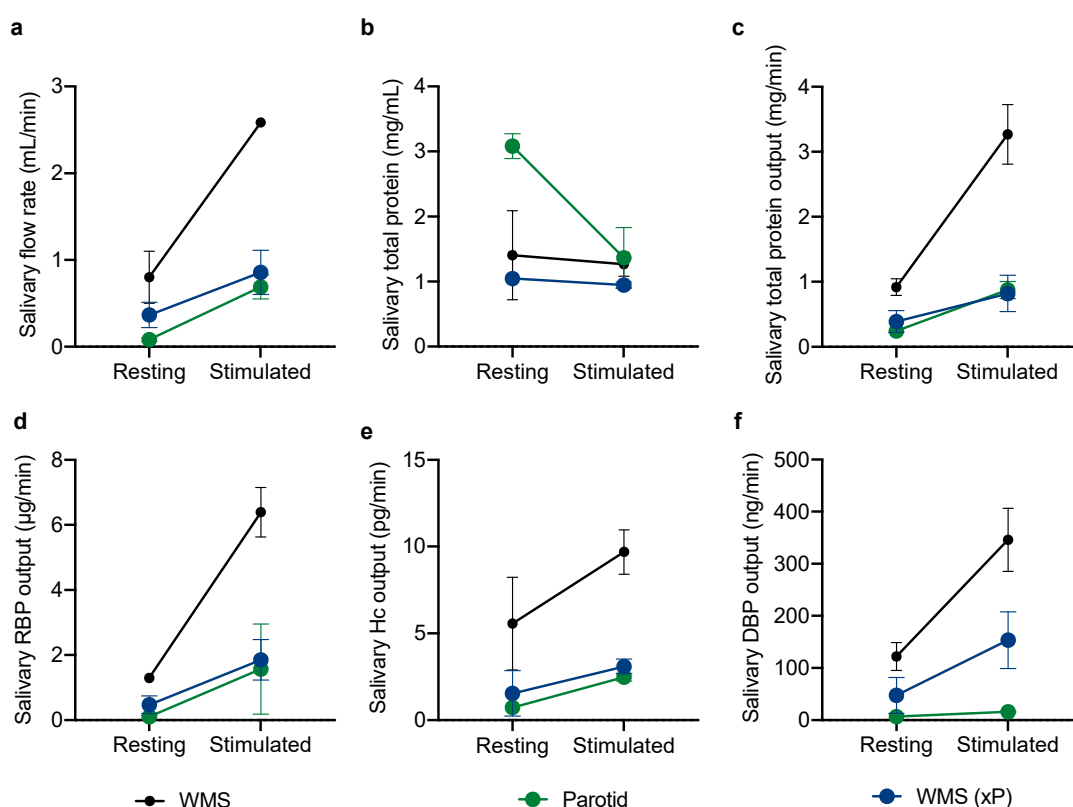 a
b
c
Salivary flow rate (mL/min)
3
2
1
0
Resting Stimulated
Salivary total protein (mg/mL)
4
3
2
1
0
Resting Stimulated
Salivary total protein output (mg/min)
4
3
2
1
0
Resting Stimulated
d
e
f
Salivary RBP output (µg/min)
8
6
4
2
0
Resting Stimulated
Salivary Hc output (pg/min)
15
10
5
0
Resting Stimulated
Salivary DBP output (ng/min)
500
400
300
200
100
0
Resting Stimulated
WMS
Parotid
WMS (xP)